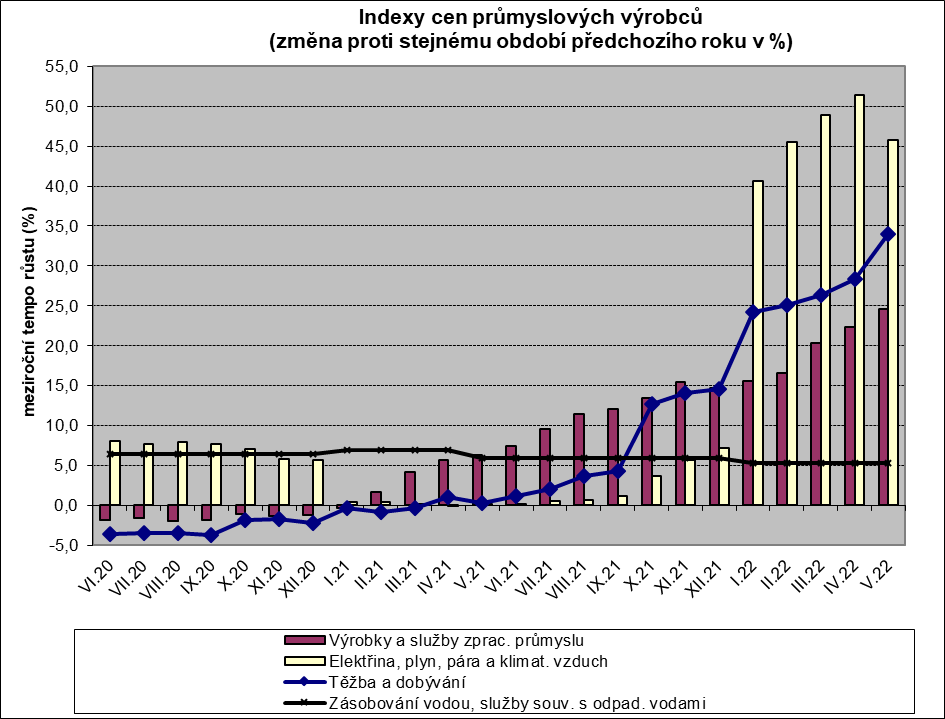 Indexy cen průmyslových výrobců
(změna proti stejnému období předchozího roku v %)
meziroční tempo růstu (%)
55,0
50,0
45,0
40,0
35,0
30,0
25,0
20,0
15,0
10,0
5,0
0,0
-5,0
VI.20
VII.20
VIII.20
IX.20
X.20
XI.20
XII.20
I.21
II.21
III.21
IV.21
V.21
VI.21
VII.21
VIII.21
IX.21
X.21
XI.21
XII.21
I.22
II.22
III.22
IV.22
V.22
Výrobky a služby zprac. průmyslu
Elektřina, plyn, pára a klimat. vzduch
Těžba a dobývání
Zásobování vodou, služby souv. s odpad. vodami